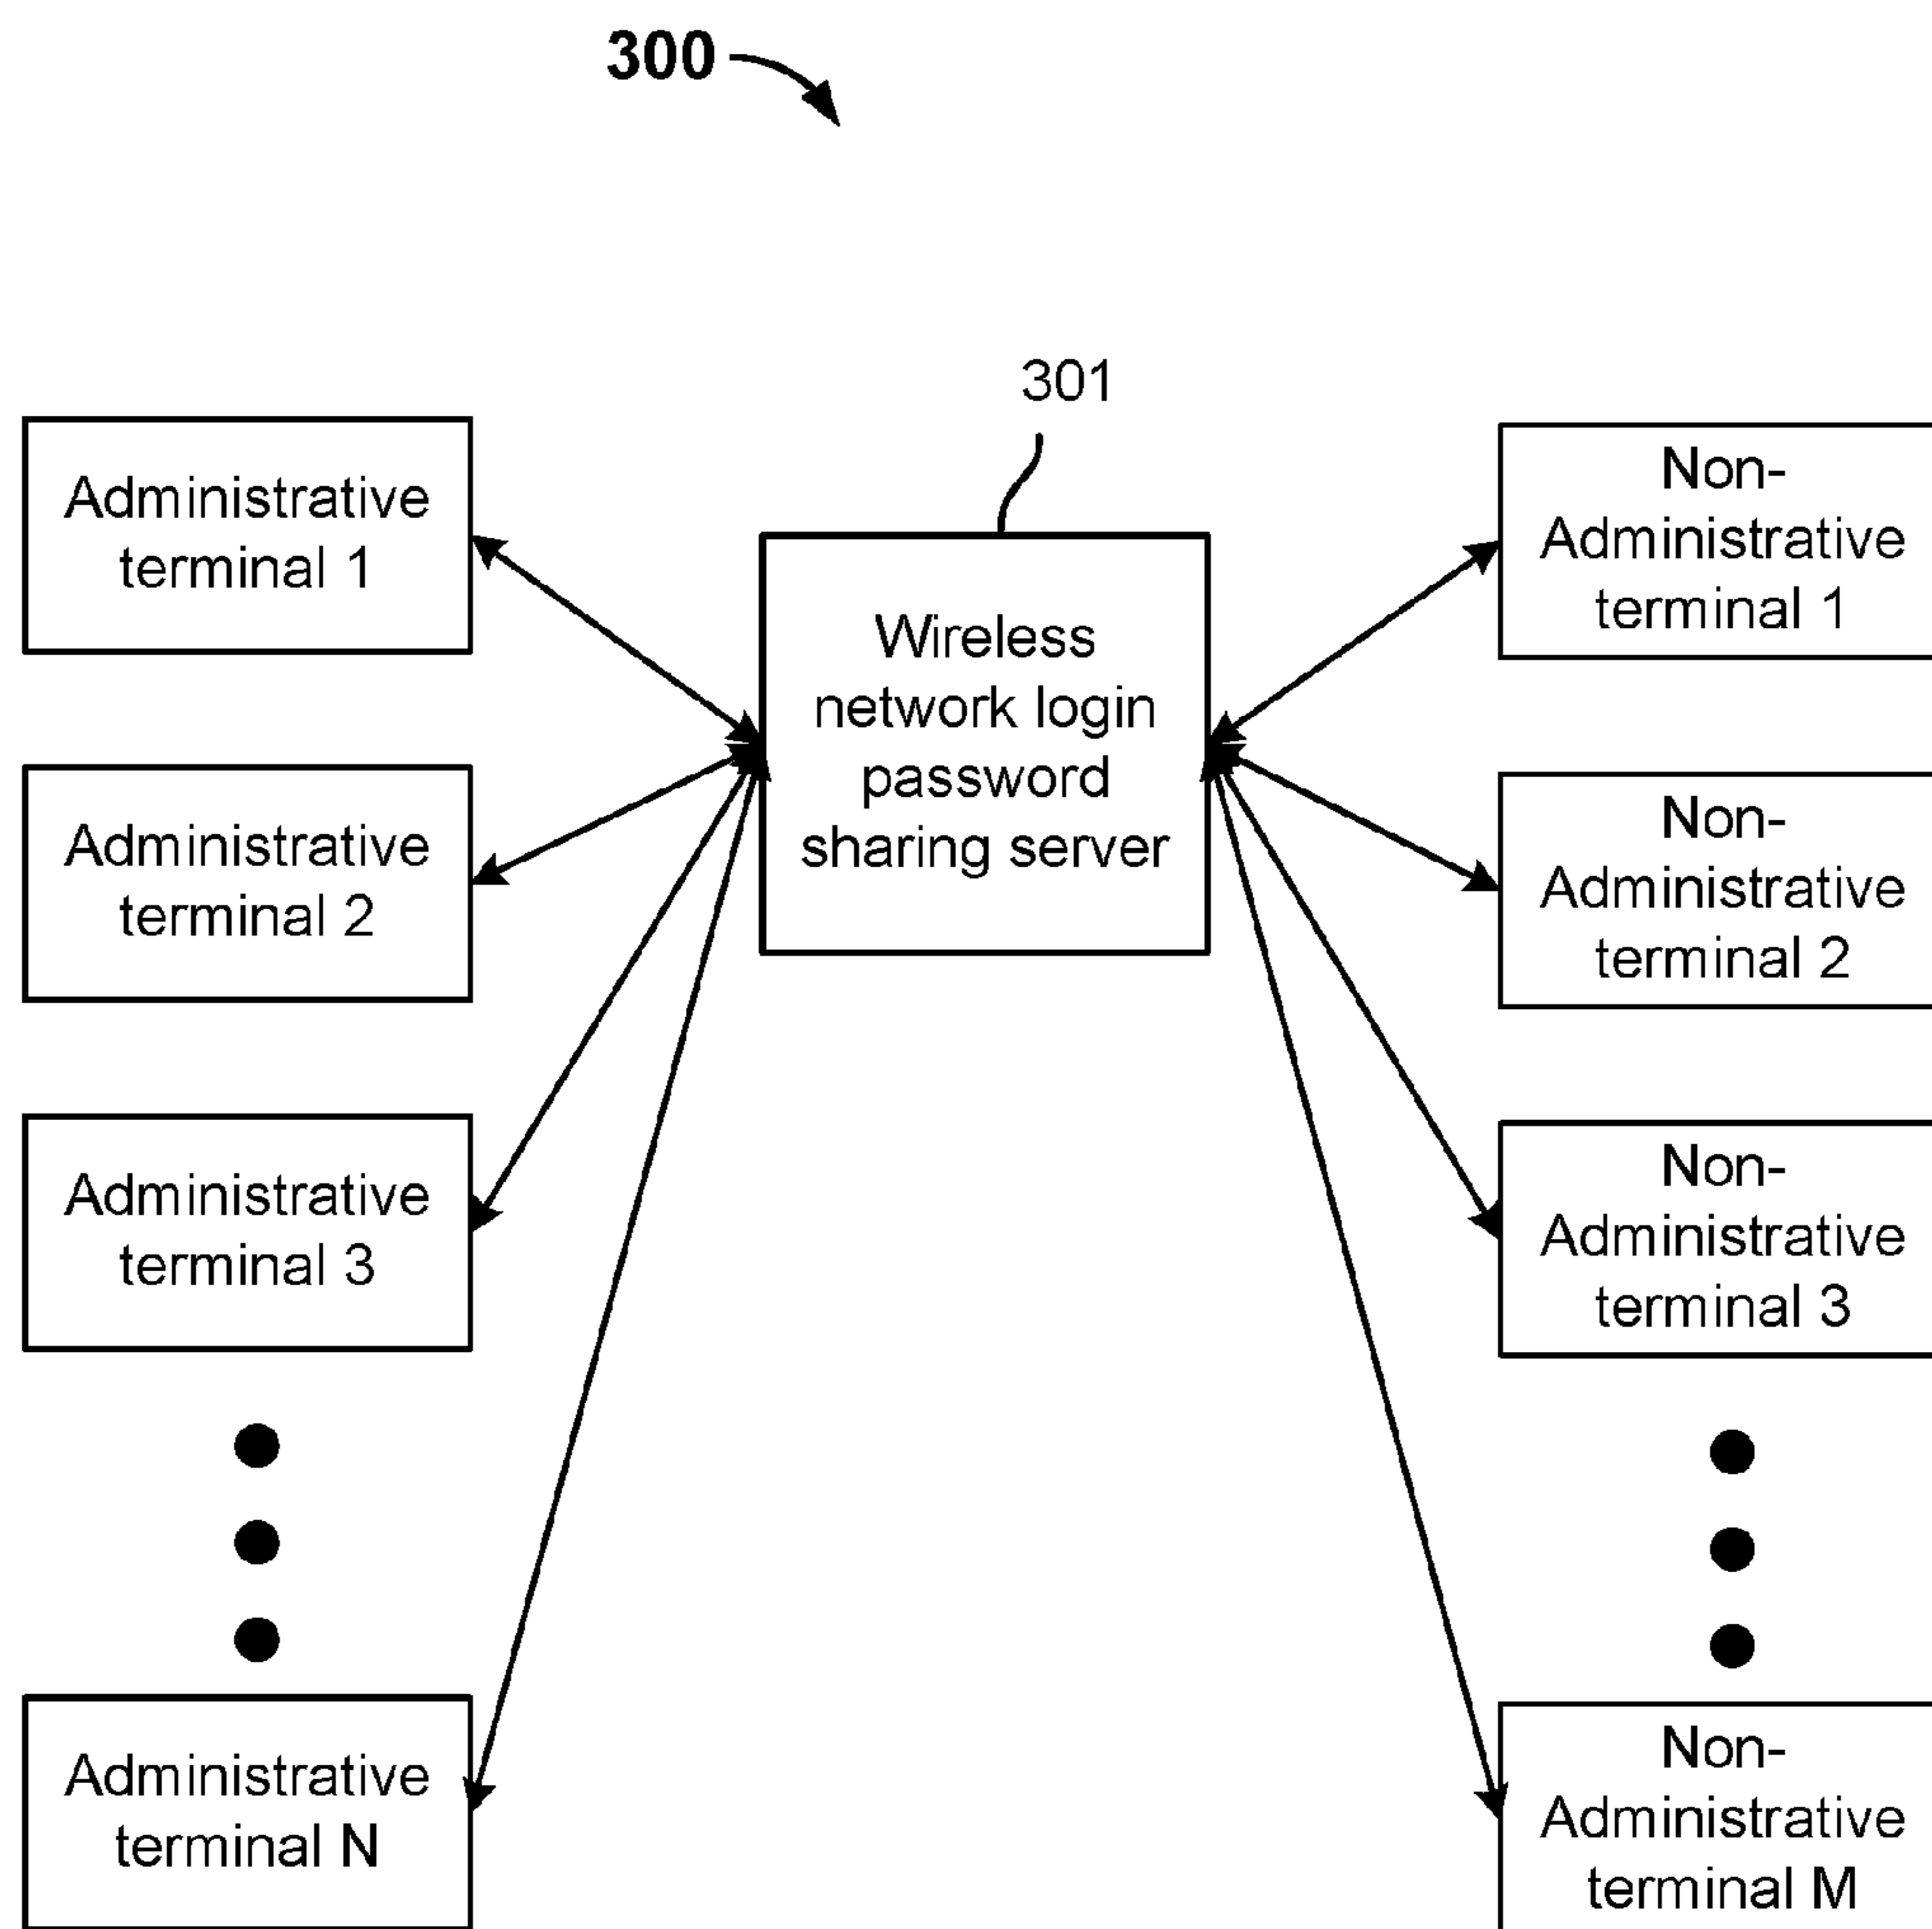 300
301
Administrative
terminal 1
Administrative
terminal 2
Administrative
terminal 3
Administrative
terminal N
Wireless
network login
password
sharing server
Non-
Administrative
terminal 1
Non-
Administrative
terminal 2
Non-
Administrative
terminal 3
Non-
Administrative
terminal M